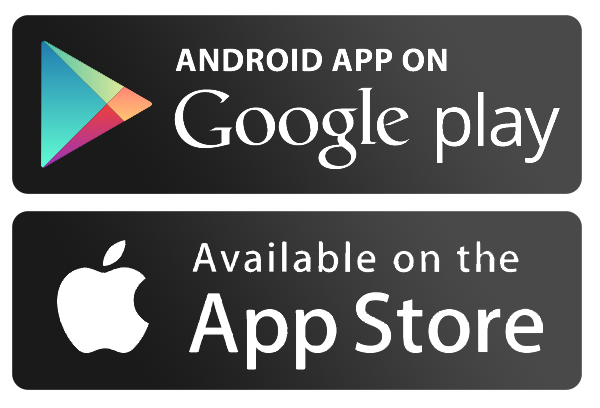 ANDROID APP ON
Google play
Available on the
App Store